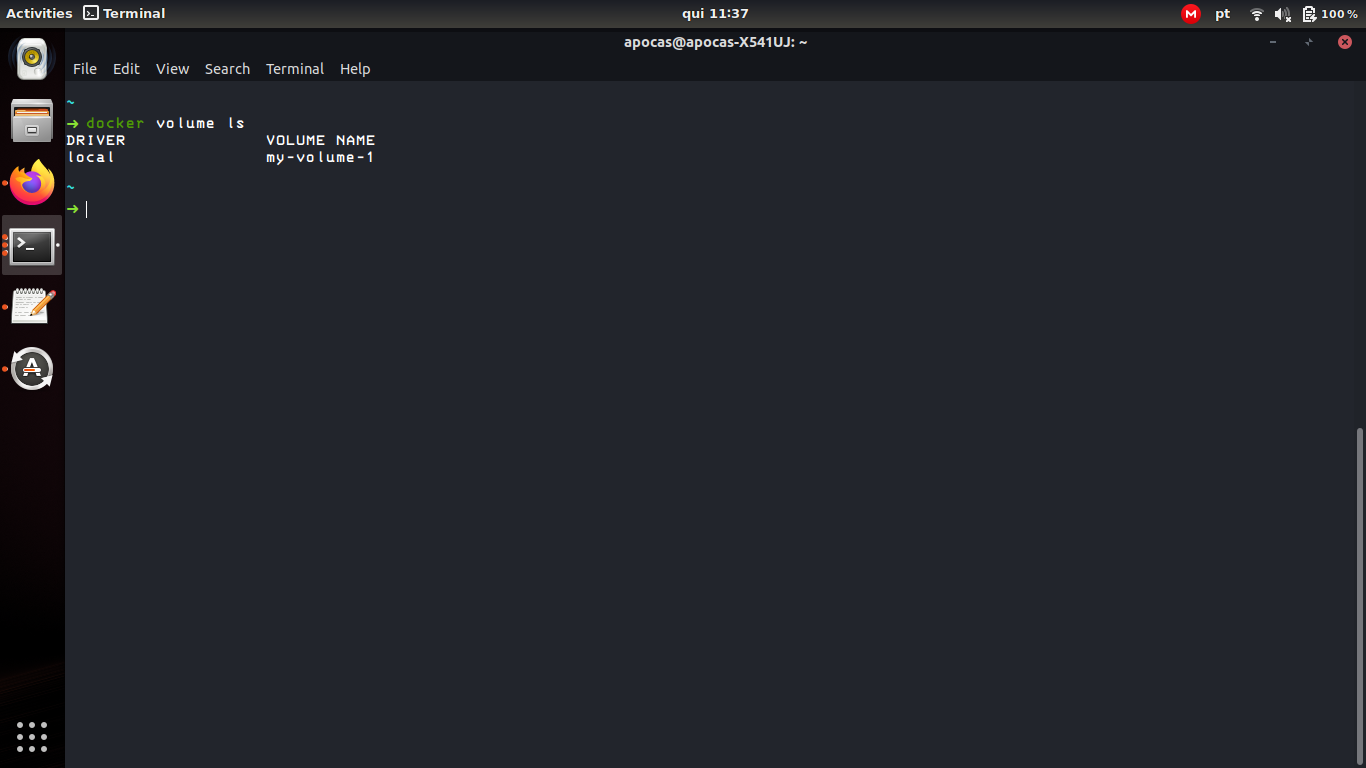 Activities Terminal qui 11:37 pt 100 %
apocas@apocas-X541UJ: ~
File Edit View Search Terminal Help
~
➜ docker volume ls
DRIVER VOLUME NAME
local my-volume-1
~
➜